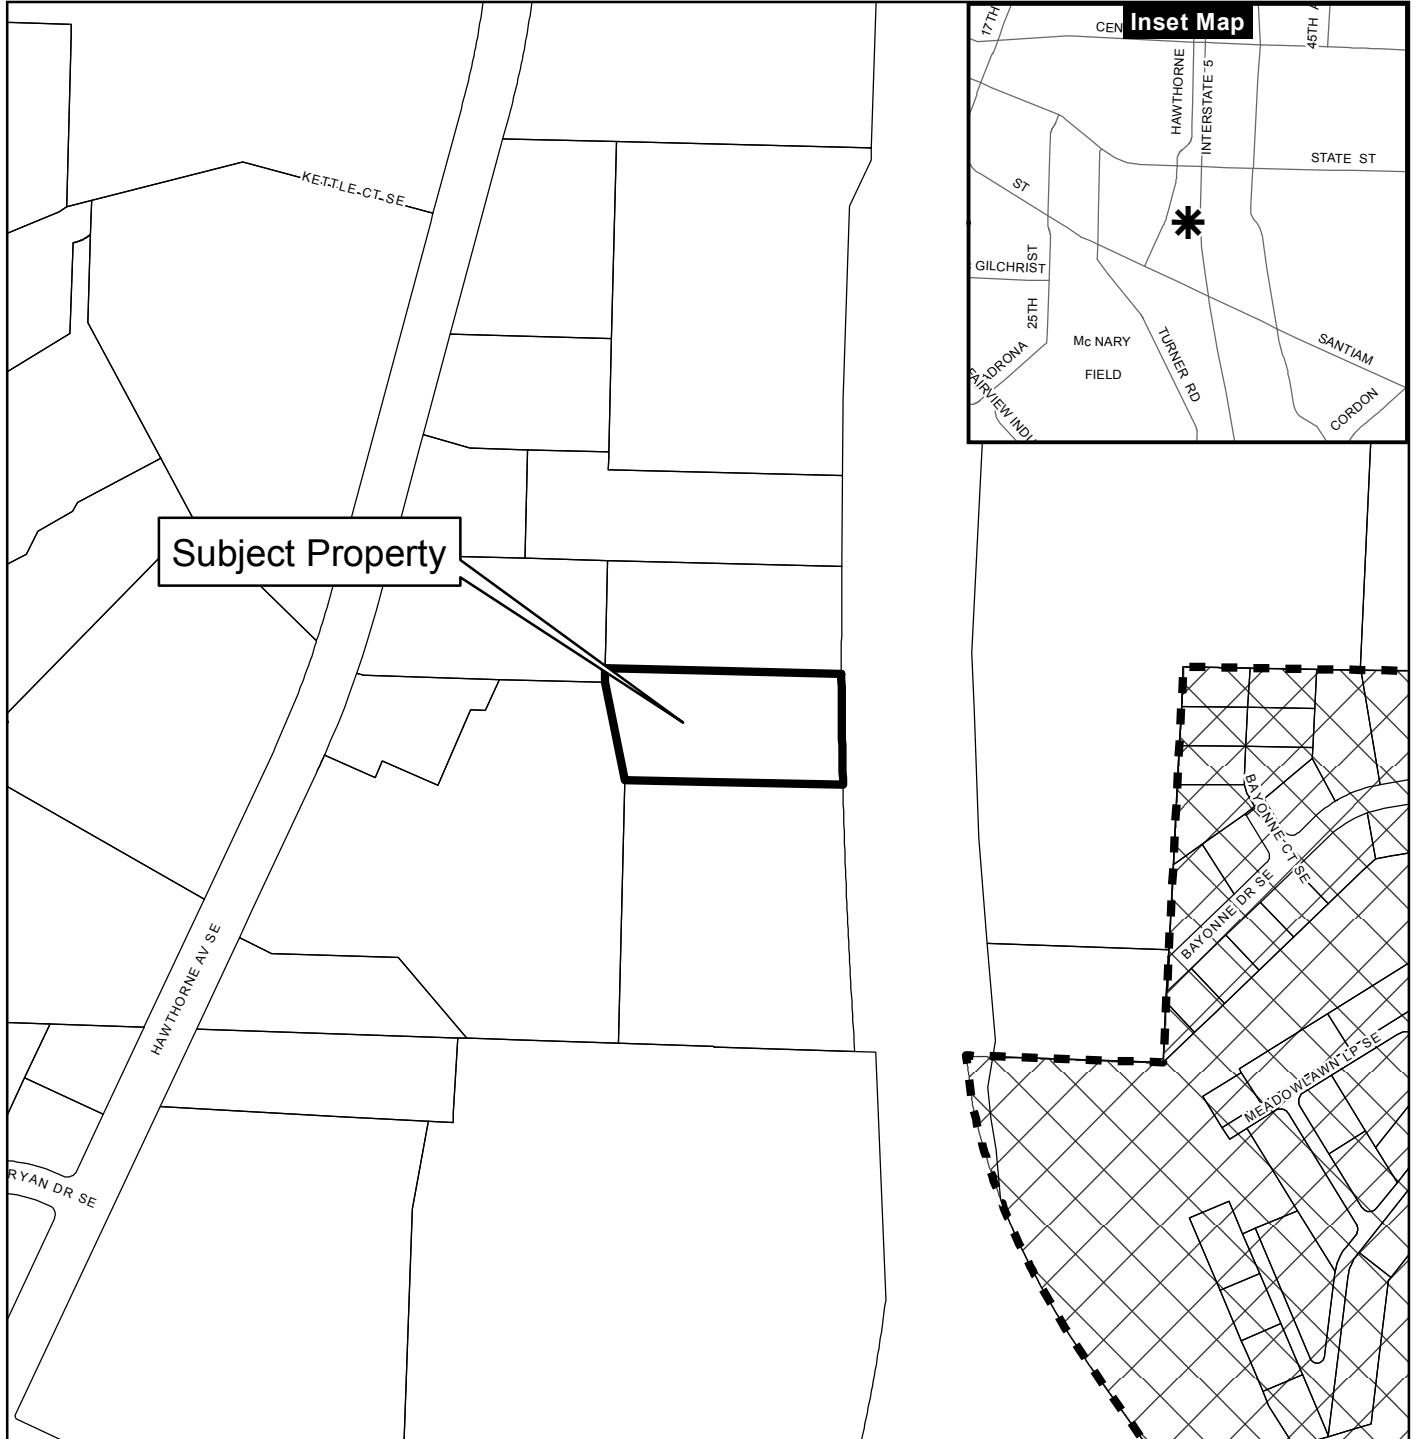 Inset Map
17TH
CEN
45TH
HAWTHORNE
INTERSTATE 5
STATE ST
ST
GILCHRIST
25TH ST
Mc NARY
FIELD
TURNER RD
SANTIAM
CORDON
ADRONA
FAIRVIEW INDU
KETTLE CT SE
Subject Property
BAYONNE CT SE
BAYONNE DR SE
HAWTHORNE AV SE
MEADOWLAWN LP SE
RYAN DR SE